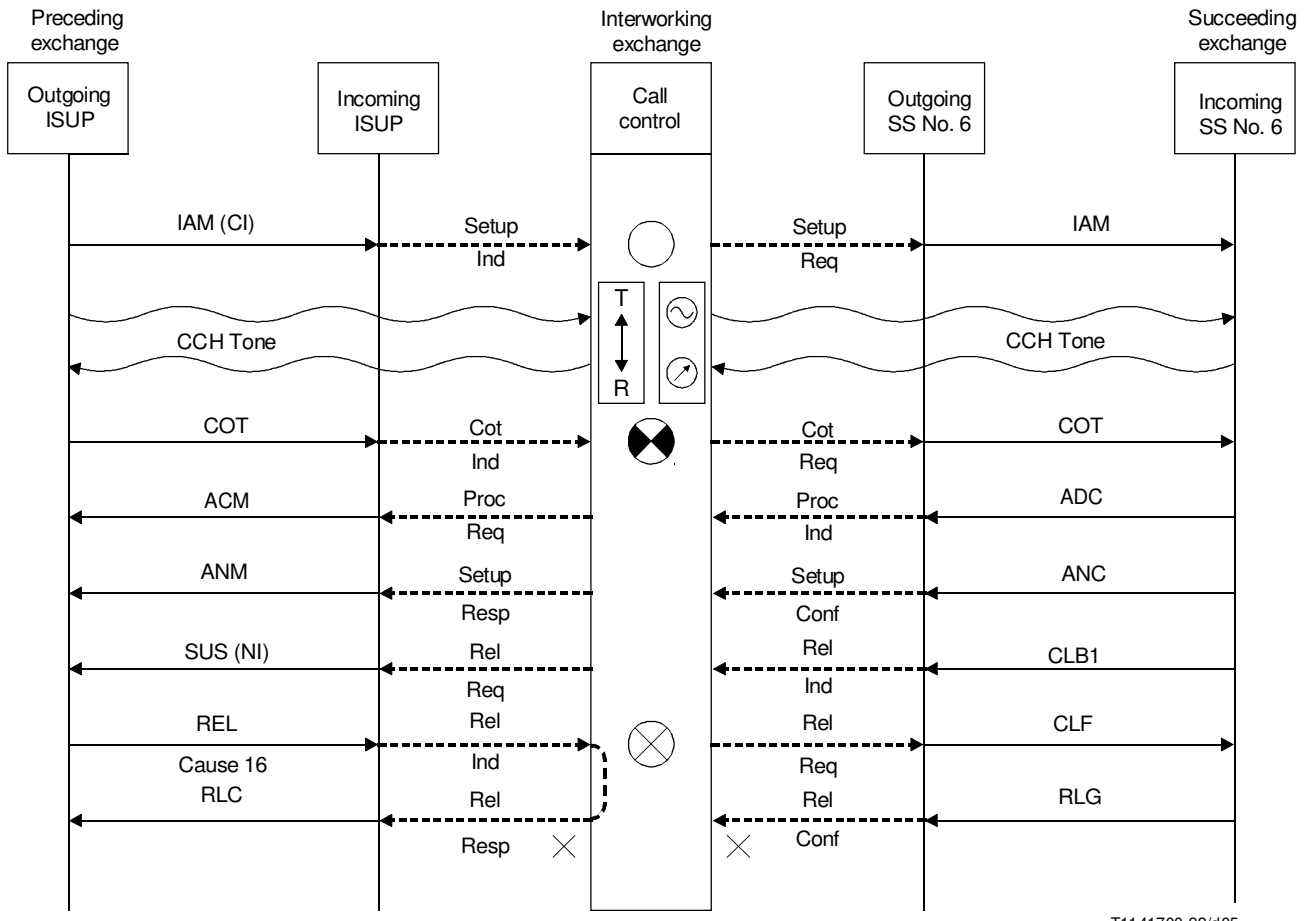 Preceding
exchange
Interworking
exchange
Succeeding
exchange
Outgoing
ISUP
Incoming
ISUP
Call
control
Outgoing
SS No. 6
Incoming
SS No. 6
IAM (CI)
Setup
Ind
Setup
Req
IAM
CCH Tone
T
R
CCH Tone
COT
Cot
Ind
Cot
Req
COT
ACM
Proc
Req
Proc
Ind
ADC
ANM
Setup
Resp
Setup
Conf
ANC
SUS (NI)
Rel
Req
Rel
Ind
CLB1
REL
Cause 16
Rel
Ind
Rel
Req
CLF
RLC
Rel
Resp
Rel
Conf
RLG